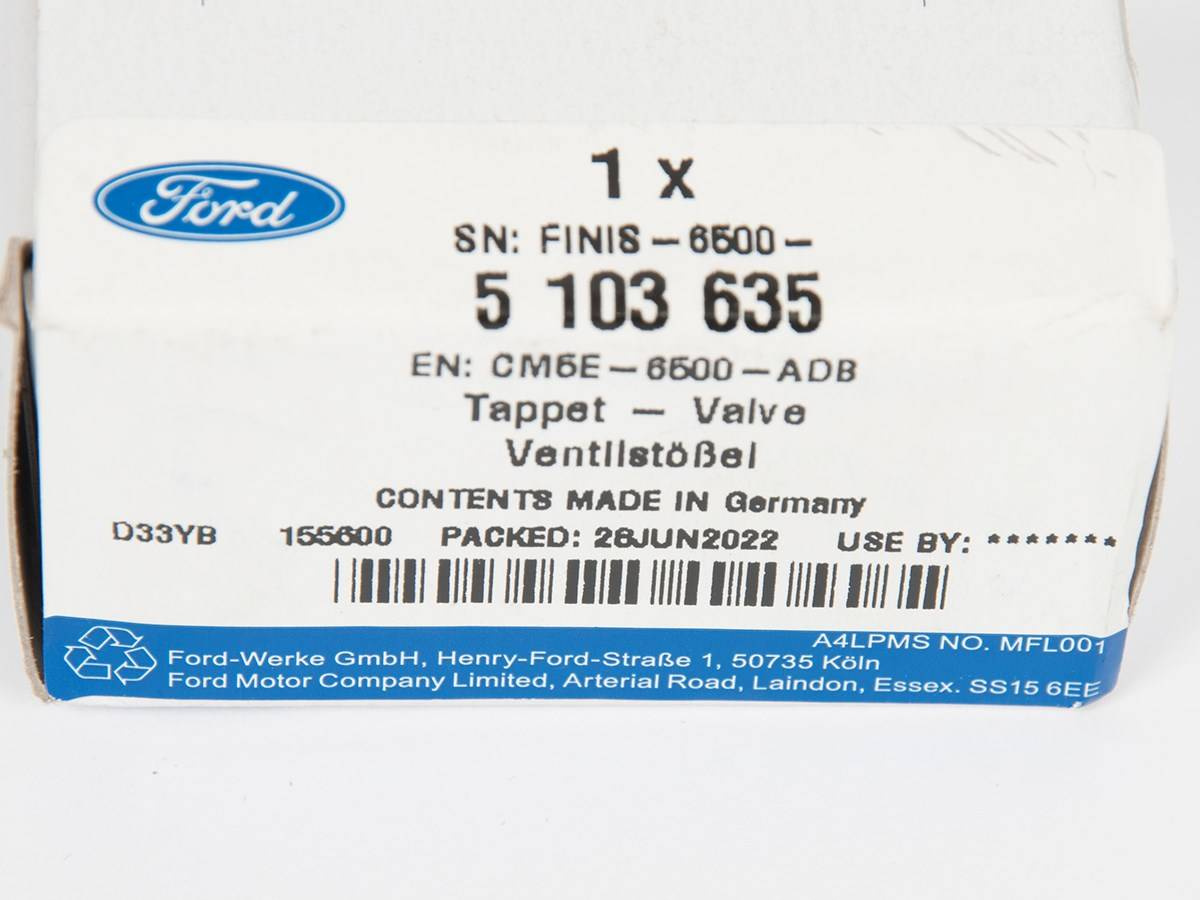 Ford
1 x
SN: FINIS-6500-
5 103 635
EN: CM5E-6500-ADB
Tappet - Valve
Ventilstößel
CONTENTS MADE IN Germany
D33YB 155600 PACKED: 28JUN2022 USE BY: *******
A4LPMS NO. MFL001
Ford-Werke GmbH, Henry-Ford-Straße 1, 50735 Köln
Ford Motor Company Limited, Arterial Road, Laindon, Essex. SS15 6EE